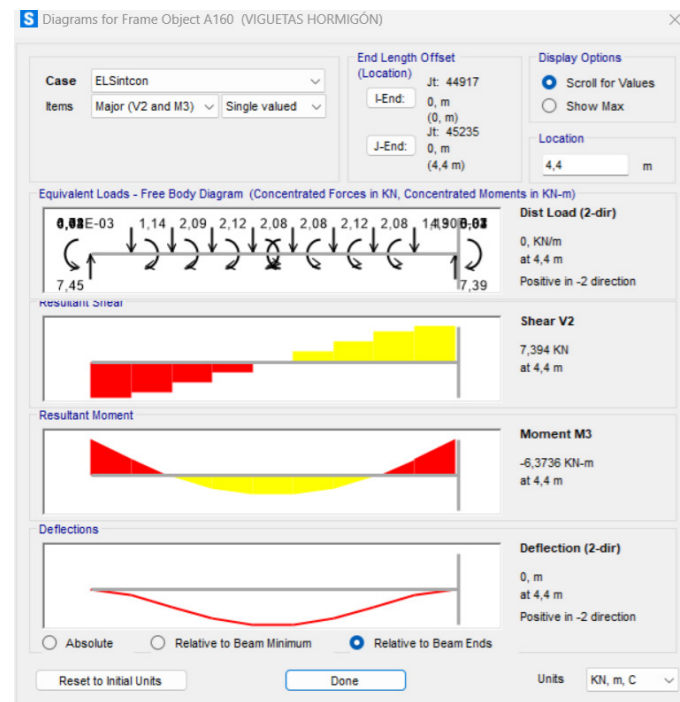 S Diagrams for Frame Object A160 (VIGUETAS HORMIGÓN)
Case ELSintcon
Items Major (V2 and M3) Single valued
End Length Offset
(Location)
Jt: 44917
I-End: 0, m
(0, m)
Jt: 45235
J-End: 0, m
(4,4 m)
Display Options
Scroll for Values
Show Max
Location
4,4 m
Equivalent Loads - Free Body Diagram (Concentrated Forces in KN, Concentrated Moments in KN-m)
E-03 1,14 2,09 2,12 2,08 2,08 2,12 2,08
7,45 7,39
Dist Load (2-dir)
0, KN/m
at 4,4 m
Positive in -2 direction
Resultant Shear
Shear V2
7,394 KN
at 4,4 m
Resultant Moment
Moment M3
-6,3736 KN-m
at 4,4 m
Deflections
Deflection (2-dir)
0, m
at 4,4 m
Positive in -2 direction
Absolute Relative to Beam Minimum Relative to Beam Ends
Reset to Initial Units Done Units KN, m, C